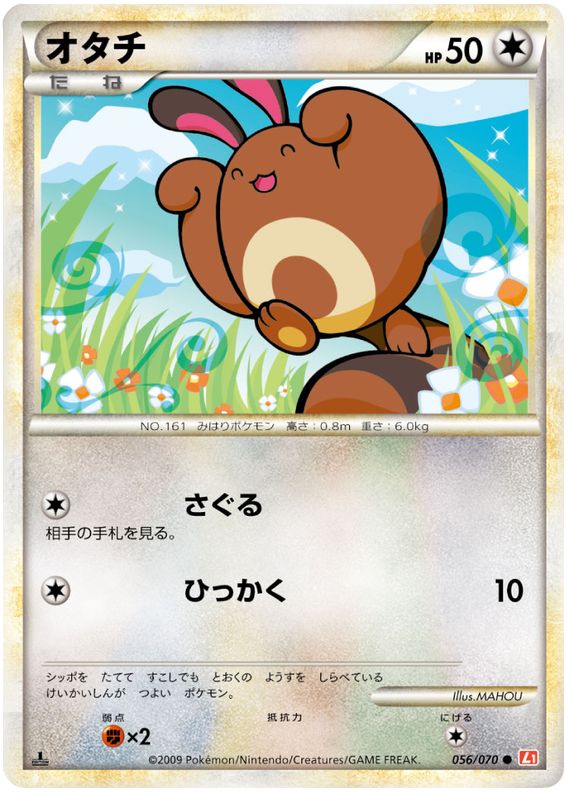 オタチ
HP50
たね
NO.161 みはりポケモン 高さ:0.8m 重さ:6.0kg
さぐる
相手の手札を見る。
ひっかく 10
シッポを たてて すこしでも とおくの ようすを しらべている
けいかいしんが つよい ポケモン。
Illus.MAHOU
弱点 抵抗力 にげる
×2
1 EDITION ©2009 Pokémon/Nintendo/Creatures/GAME FREAK. 056/070 ● L1